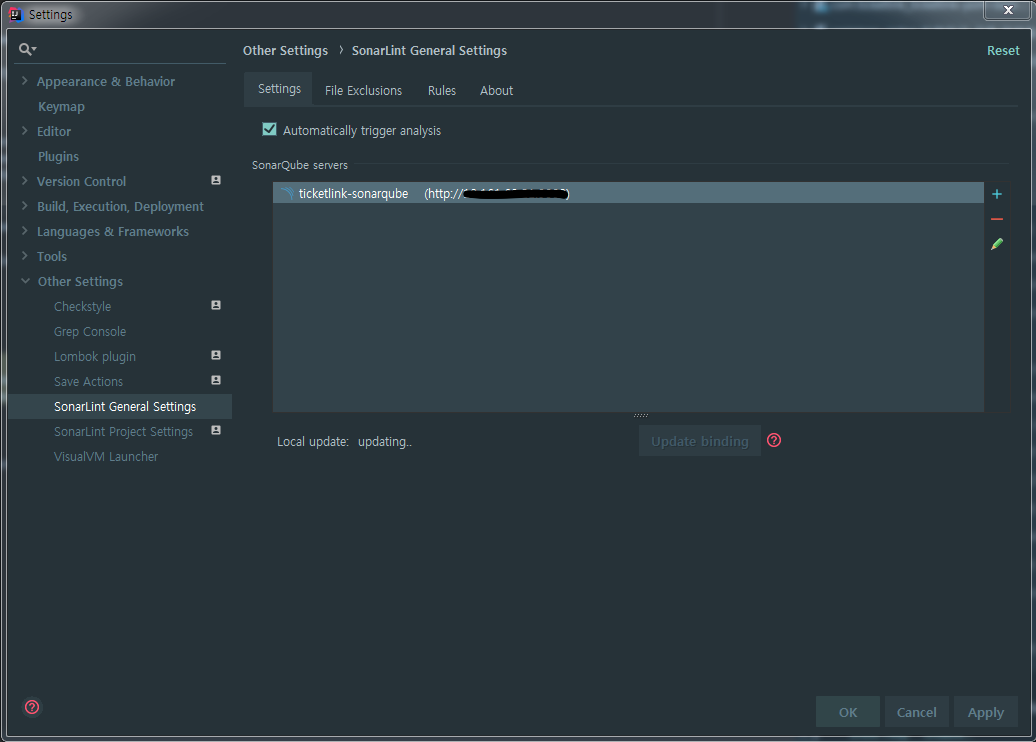 Settings
Other Settings › SonarLint General Settings
Reset
Appearance & Behavior
Keymap
Editor
Plugins
Version Control
Build, Execution, Deployment
Languages & Frameworks
Tools
Other Settings
Checkstyle
Grep Console
Lombok plugin
Save Actions
SonarLint General Settings
SonarLint Project Settings
VisualVM Launcher
Settings File Exclusions Rules About
Automatically trigger analysis
SonarQube servers
ticketlink-sonarqube (http://
Local update: updating..
Update binding
OK Cancel Apply